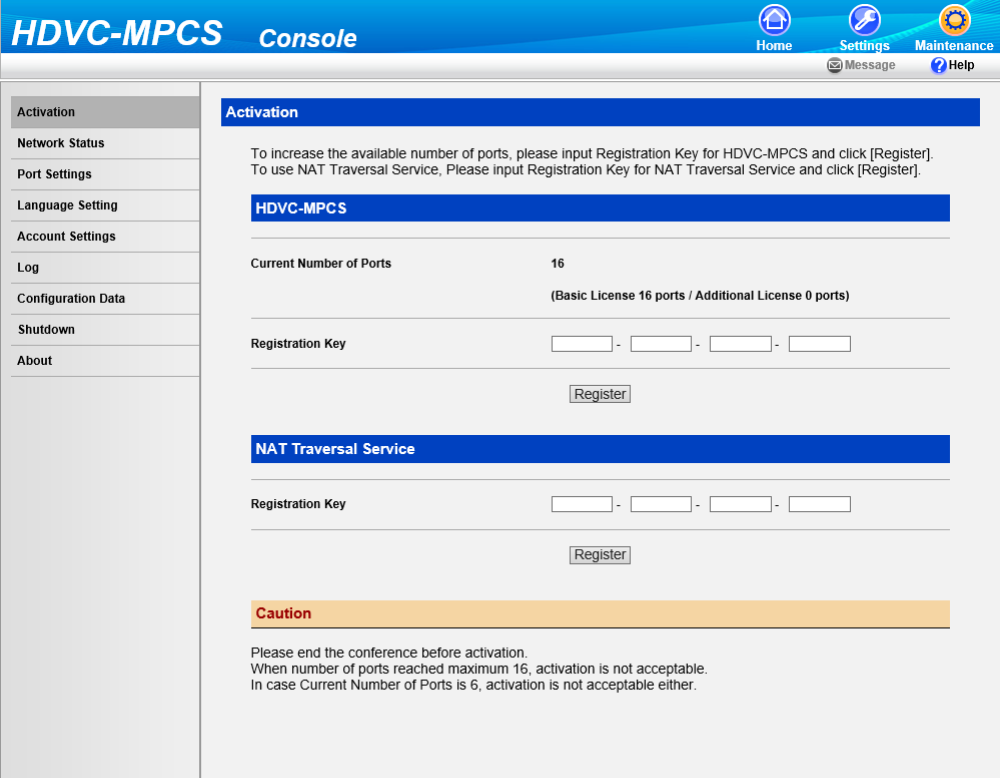 HDVC-MPCS Console
Home
Settings
Maintenance
Message
Help
Activation
Network Status
Port Settings
Language Setting
Account Settings
Log
Configuration Data
Shutdown
About
Activation
To increase the available number of ports, please input Registration Key for HDVC-MPCS and click [Register].
To use NAT Traversal Service, Please input Registration Key for NAT Traversal Service and click [Register].
HDVC-MPCS
Current Number of Ports 16
(Basic License 16 ports / Additional License 0 ports)
Registration Key - - -
Register
NAT Traversal Service
Registration Key - - -
Register
Caution
Please end the conference before activation.
When number of ports reached maximum 16, activation is not acceptable.
In case Current Number of Ports is 6, activation is not acceptable either.